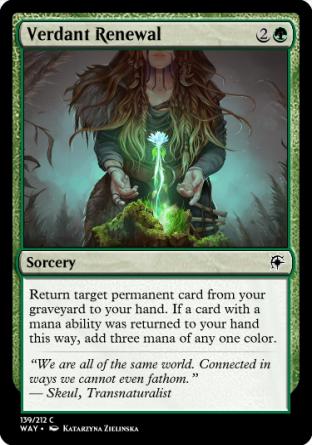 Verdant Renewal 2
Sorcery
Return target permanent card from your
graveyard to your hand. If a card with a
mana ability was returned to your hand
this way, add three mana of any one color.
“We are all of the same world. Connected in
ways we cannot even fathom.”
— Skeul, Transnaturalist
139/212 C
WAY • Katarzyna Zielinska